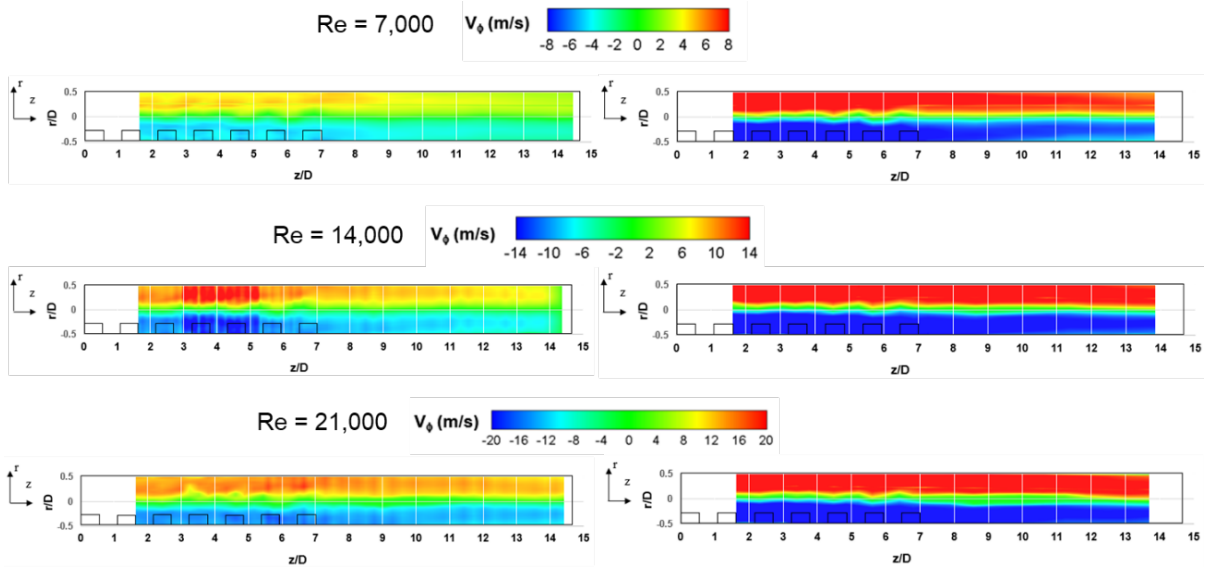 Re = 7,000 V_ϕ (m/s)
-8 -6 -4 -2 0 2 4 6 8
r
z
r/D
0.5
0
-0.5
0 1 2 3 4 5 6 7 8 9 10 11 12 13 14 15
z/D
r
z
r/D
0.5
0
-0.5
0 1 2 3 4 5 6 7 8 9 10 11 12 13 14 15
z/D
Re = 14,000 V_ϕ (m/s)
-14 -10 -6 -2 2 6 10 14
r
z
r/D
0.5
0
-0.5
0 1 2 3 4 5 6 7 8 9 10 11 12 13 14 15
z/D
r
z
r/D
0.5
0
-0.5
0 1 2 3 4 5 6 7 8 9 10 11 12 13 14 15
z/D
Re = 21,000 V_ϕ (m/s)
-20 -16 -12 -8 -4 0 4 8 12 16 20
r
z
r/D
0.5
0
-0.5
0 1 2 3 4 5 6 7 8 9 10 11 12 13 14 15
z/D
r
z
r/D
0.5
0
-0.5
0 1 2 3 4 5 6 7 8 9 10 11 12 13 14 15
z/D